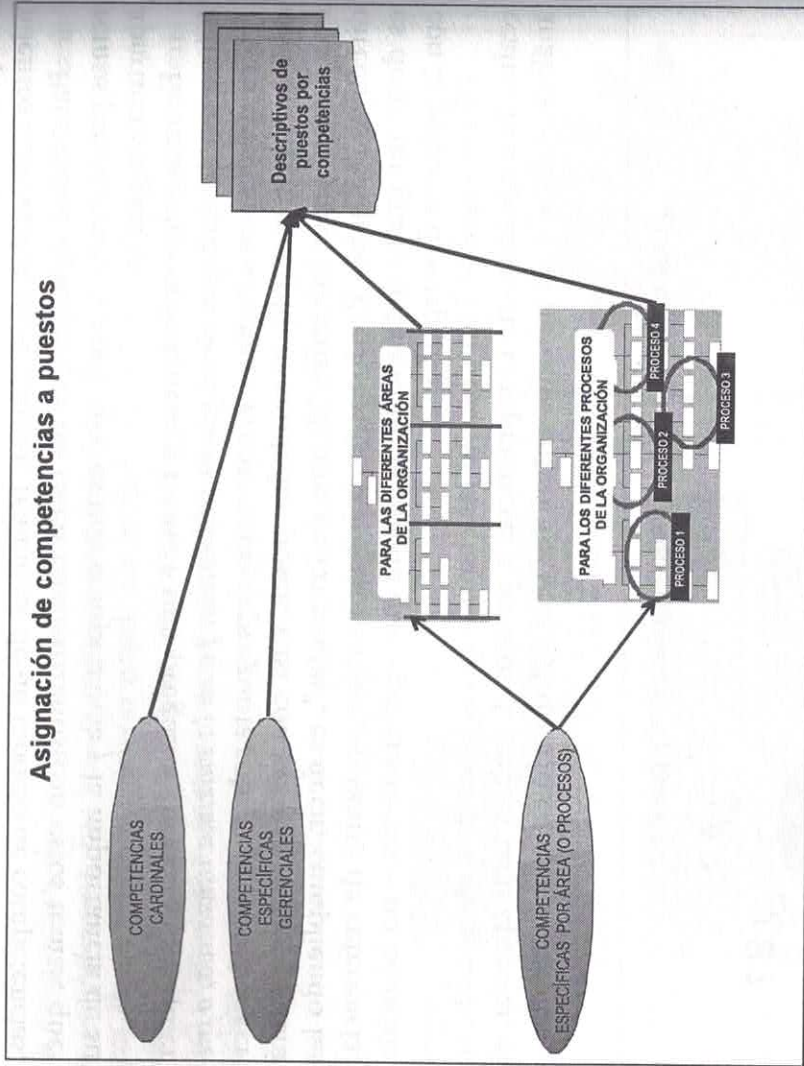 Asignación de competencias a puestos
COMPETENCIAS
CARDINALES
COMPETENCIAS
ESPECÍFICAS
GERENCIALES
COMPETENCIAS
ESPECÍFICAS POR ÁREA (O PROCESOS)
PARA LAS DIFERENTES ÁREAS
DE LA ORGANIZACIÓN
PARA LOS DIFERENTES PROCESOS
DE LA ORGANIZACIÓN
PROCESO 1
PROCESO 2
PROCESO 3
PROCESO 4
Descriptivos de
puestos por
competencias